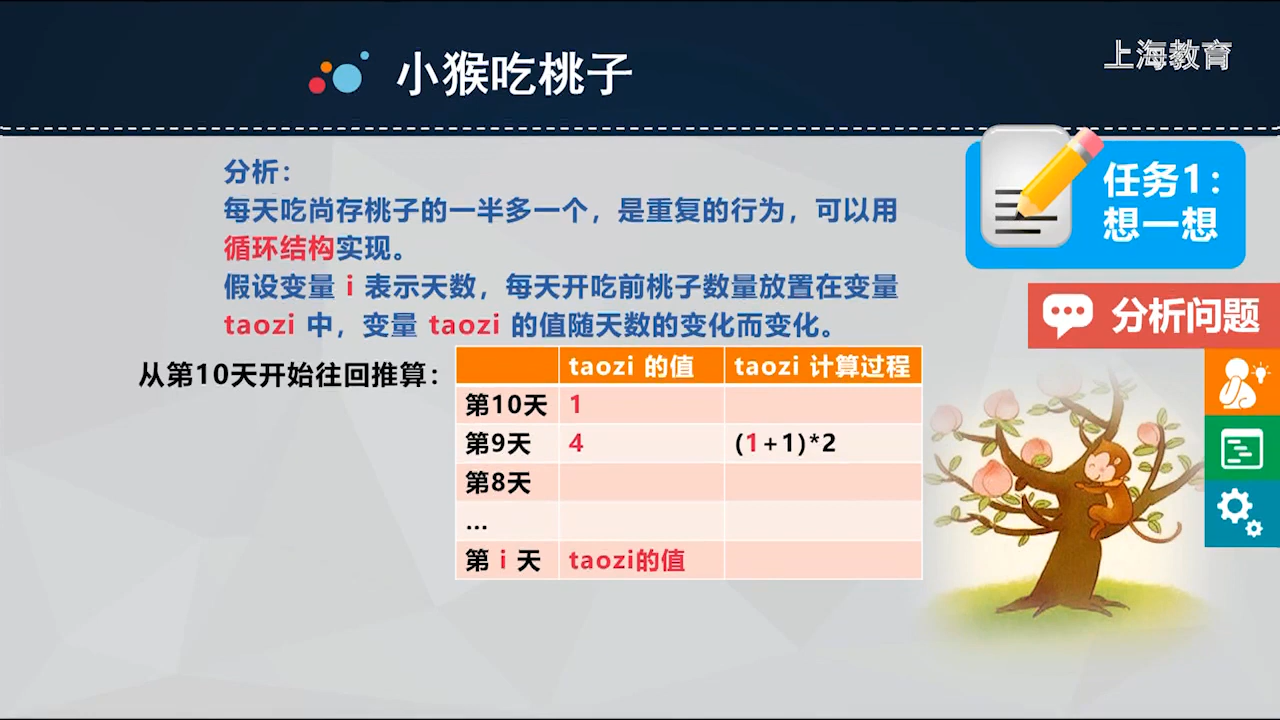 小猴吃桃子
上海教育
分析：
每天吃尚存桃子的一半多一个，是重复的行为，可以用
循环结构实现。
假设变量 i 表示天数，每天开吃前桃子数量放置在变量
taozi 中，变量 taozi 的值随天数的变化而变化。
任务1：
想一想
分析问题
从第10天开始往回推算：
taozi 的值 taozi 计算过程
第10天 1
第9天 4 (1+1)*2
第8天
...
第 i 天 taozi的值